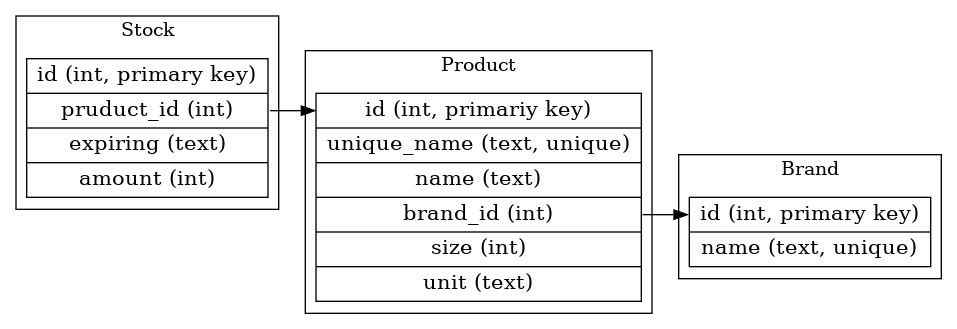 Stock
id (int, primary key)
pruduct_id (int)
expiring (text)
amount (int)
Product
id (int, primariy key)
unique_name (text, unique)
name (text)
brand_id (int)
size (int)
unit (text)
Brand
id (int, primary key)
name (text, unique)